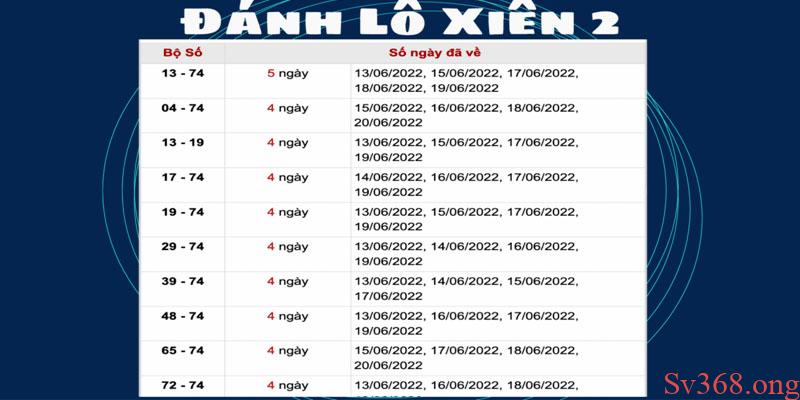 Đánh Lô Xiên 2
Bộ Số Số ngày đã về
13 - 74 5 ngày 13/06/2022, 15/06/2022, 17/06/2022,
18/06/2022, 19/06/2022
04 - 74 4 ngày 15/06/2022, 16/06/2022, 18/06/2022,
20/06/2022
13 - 19 4 ngày 13/06/2022, 15/06/2022, 17/06/2022,
19/06/2022
17 - 74 4 ngày 14/06/2022, 16/06/2022, 17/06/2022,
19/06/2022
19 - 74 4 ngày 13/06/2022, 15/06/2022, 17/06/2022,
19/06/2022
29 - 74 4 ngày 13/06/2022, 14/06/2022, 16/06/2022,
19/06/2022
39 - 74 4 ngày 13/06/2022, 14/06/2022, 15/06/2022,
17/06/2022
48 - 74 4 ngày 13/06/2022, 16/06/2022, 17/06/2022,
19/06/2022
65 - 74 4 ngày 15/06/2022, 17/06/2022, 18/06/2022,
20/06/2022
72 - 74 4 ngày 13/06/2022, 16/06/2022, 18/06/2022,
Sv368.ong